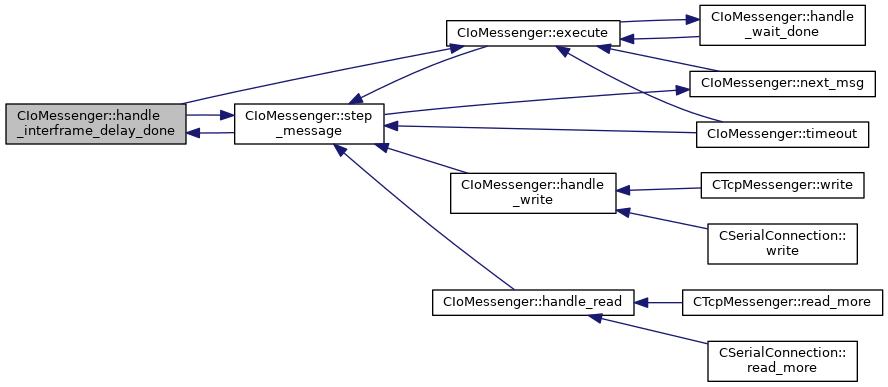 CIoMessenger::handle
_interframe_delay_done
CIoMessenger::step
_message
CIoMessenger::execute
CIoMessenger::handle
_wait_done
CIoMessenger::next_msg
CIoMessenger::timeout
CIoMessenger::handle
_write
CTcpMessenger::write
CSerialConnection::
write
CIoMessenger::handle_read
CTcpMessenger::read_more
CSerialConnection::
read_more